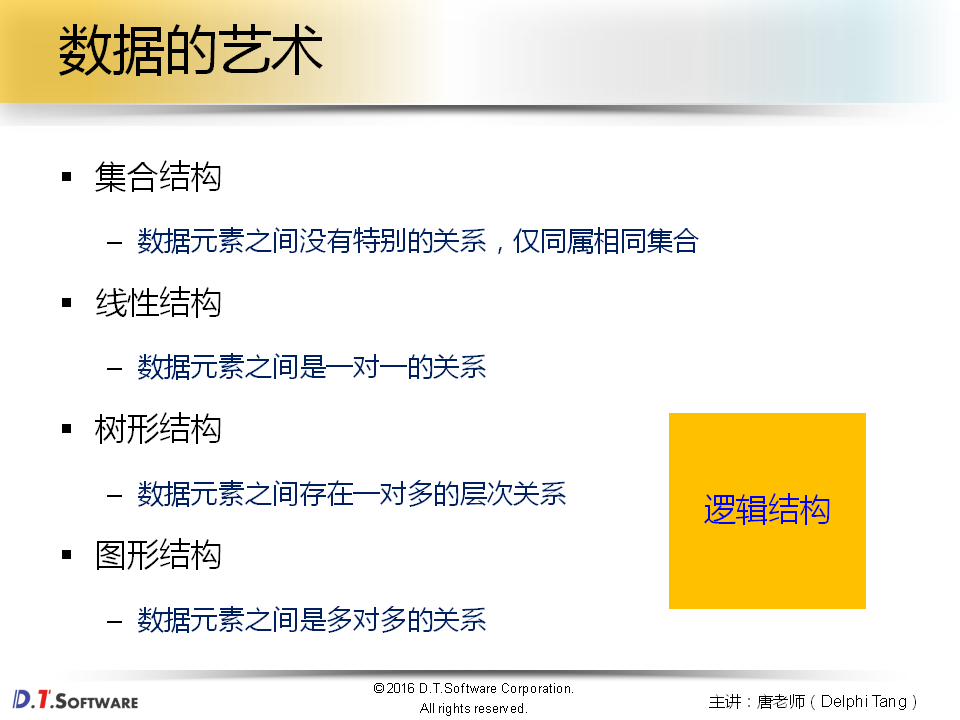 数据的艺术
▪ 集合结构
– 数据元素之间没有特别的关系，仅同属相同集合
▪ 线性结构
– 数据元素之间是一对一的关系
▪ 树形结构
– 数据元素之间存在一对多的层次关系
逻辑结构
▪ 图形结构
– 数据元素之间是多对多的关系
D.T.SOFTWARE
©2016 D.T.Software Corporation.
All rights reserved.
主讲：唐老师（Delphi Tang）